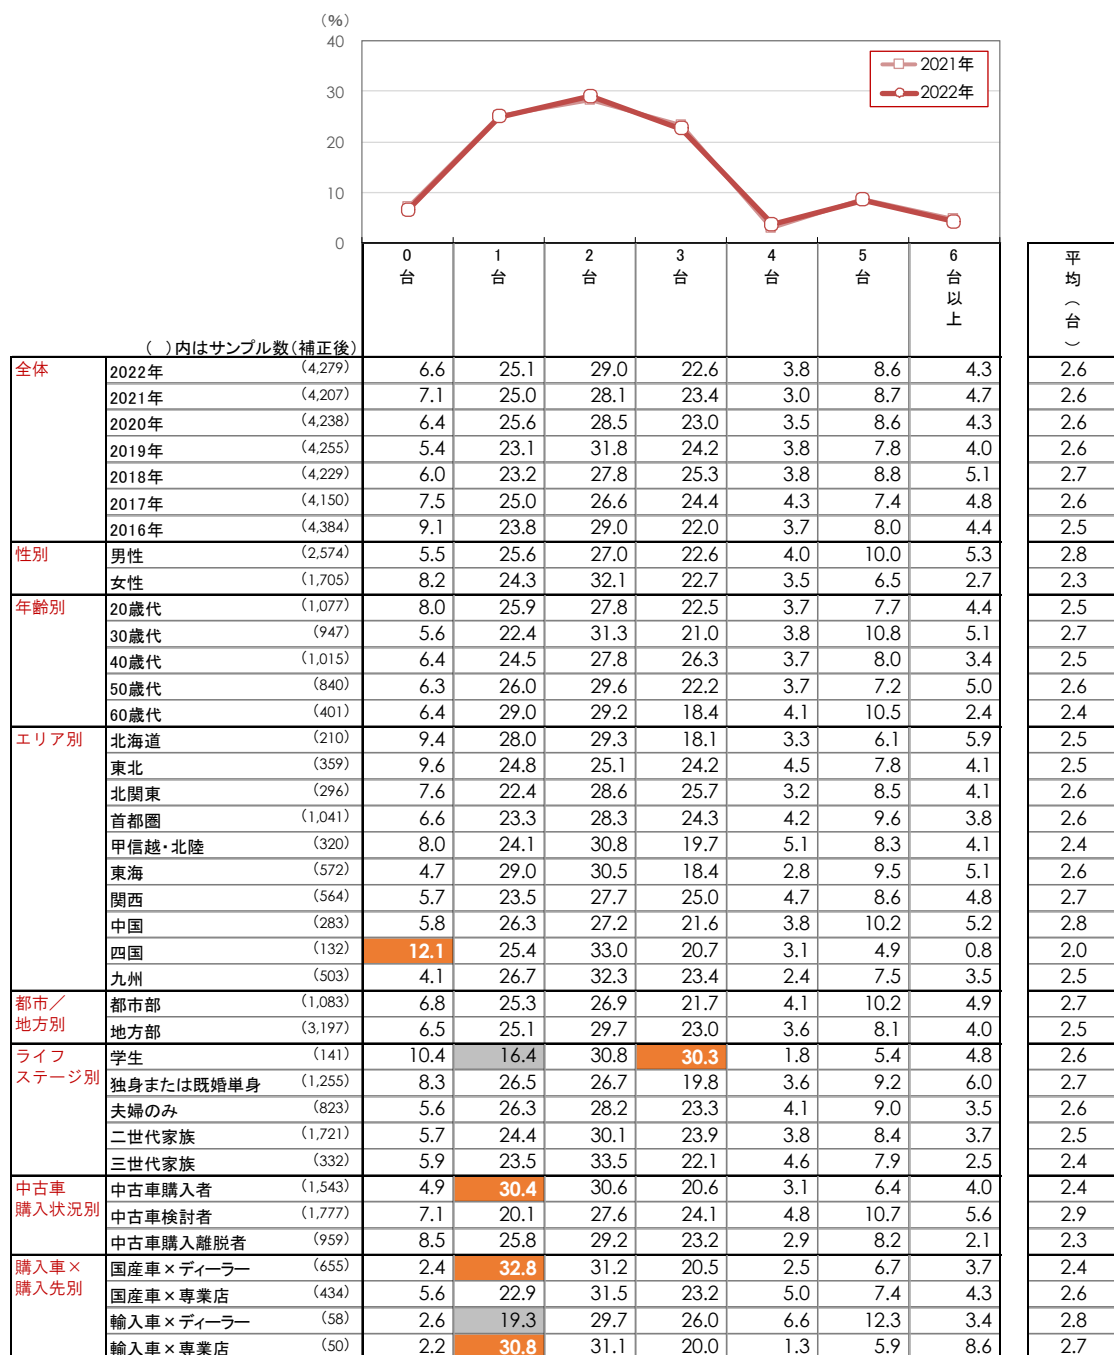 (%)
40
30
20
10
0
2021年
2022年
0台 1台 2台 3台 4台 5台 6台以上 平均(台)
( )内はサンプル数(補正後)
全体 2022年 (4,279) 6.6 25.1 29.0 22.6 3.8 8.6 4.3 2.6
2021年 (4,207) 7.1 25.0 28.1 23.4 3.0 8.7 4.7 2.6
2020年 (4,238) 6.4 25.6 28.5 23.0 3.5 8.6 4.3 2.6
2019年 (4,255) 5.4 23.1 31.8 24.2 3.8 7.8 4.0 2.6
2018年 (4,229) 6.0 23.2 27.8 25.3 3.8 8.8 5.1 2.7
2017年 (4,150) 7.5 25.0 26.6 24.4 4.3 7.4 4.8 2.6
2016年 (4,384) 9.1 23.8 29.0 22.0 3.7 8.0 4.4 2.5
性別 男性 (2,574) 5.5 25.6 27.0 22.6 4.0 10.0 5.3 2.8
女性 (1,705) 8.2 24.3 32.1 22.7 3.5 6.5 2.7 2.3
年齢別 20歳代 (1,077) 8.0 25.9 27.8 22.5 3.7 7.7 4.4 2.5
30歳代 (947) 5.6 22.4 31.3 21.0 3.8 10.8 5.1 2.7
40歳代 (1,015) 6.4 24.5 27.8 26.3 3.7 8.0 3.4 2.5
50歳代 (840) 6.3 26.0 29.6 22.2 3.7 7.2 5.0 2.6
60歳代 (401) 6.4 29.0 29.2 18.4 4.1 10.5 2.4 2.4
エリア別 北海道 (210) 9.4 28.0 29.3 18.1 3.3 6.1 5.9 2.5
東北 (359) 9.6 24.8 25.1 24.2 4.5 7.8 4.1 2.5
北関東 (296) 7.6 22.4 28.6 25.7 3.2 8.5 4.1 2.6
首都圏 (1,041) 6.6 23.3 28.3 24.3 4.2 9.6 3.8 2.6
甲信越・北陸 (320) 8.0 24.1 30.8 19.7 5.1 8.3 4.1 2.4
東海 (572) 4.7 29.0 30.5 18.4 2.8 9.5 5.1 2.6
関西 (564) 5.7 23.5 27.7 25.0 4.7 8.6 4.8 2.7
中国 (283) 5.8 26.3 27.2 21.6 3.8 10.2 5.2 2.8
四国 (132) 12.1 25.4 33.0 20.7 3.1 4.9 0.8 2.0
九州 (503) 4.1 26.7 32.3 23.4 2.4 7.5 3.5 2.5
都市/ 都市部 (1,083) 6.8 25.3 26.9 21.7 4.1 10.2 4.9 2.7
地方別 地方部 (3,197) 6.5 25.1 29.7 23.0 3.6 8.1 4.0 2.5
ライフ 学生 (141) 10.4 16.4 30.8 30.3 1.8 5.4 4.8 2.6
ステージ別 独身または既婚単身 (1,255) 8.3 26.5 26.7 19.8 3.6 9.2 6.0 2.7
夫婦のみ (823) 5.6 26.3 28.2 23.3 4.1 9.0 3.5 2.6
二世代家族 (1,721) 5.7 24.4 30.1 23.9 3.8 8.4 3.7 2.5
三世代家族 (332) 5.9 23.5 33.5 22.1 4.6 7.9 2.5 2.4
中古車 中古車購入者 (1,543) 4.9 30.4 30.6 20.6 3.1 6.4 4.0 2.4
購入状況別 中古車検討者 (1,777) 7.1 20.1 27.6 24.1 4.8 10.7 5.6 2.9
中古車購入離脱者 (959) 8.5 25.8 29.2 23.2 2.9 8.2 2.1 2.3
購入車× 国産車×ディーラー (655) 2.4 32.8 31.2 20.5 2.5 6.7 3.7 2.4
購入先別 国産車×専業店 (434) 5.6 22.9 31.5 23.2 5.0 7.4 4.3 2.6
輸入車×ディーラー (58) 2.6 19.3 29.7 26.0 6.6 12.3 3.4 2.8
輸入車×専業店 (50) 2.2 30.8 31.1 20.0 1.3 5.9 8.6 2.7